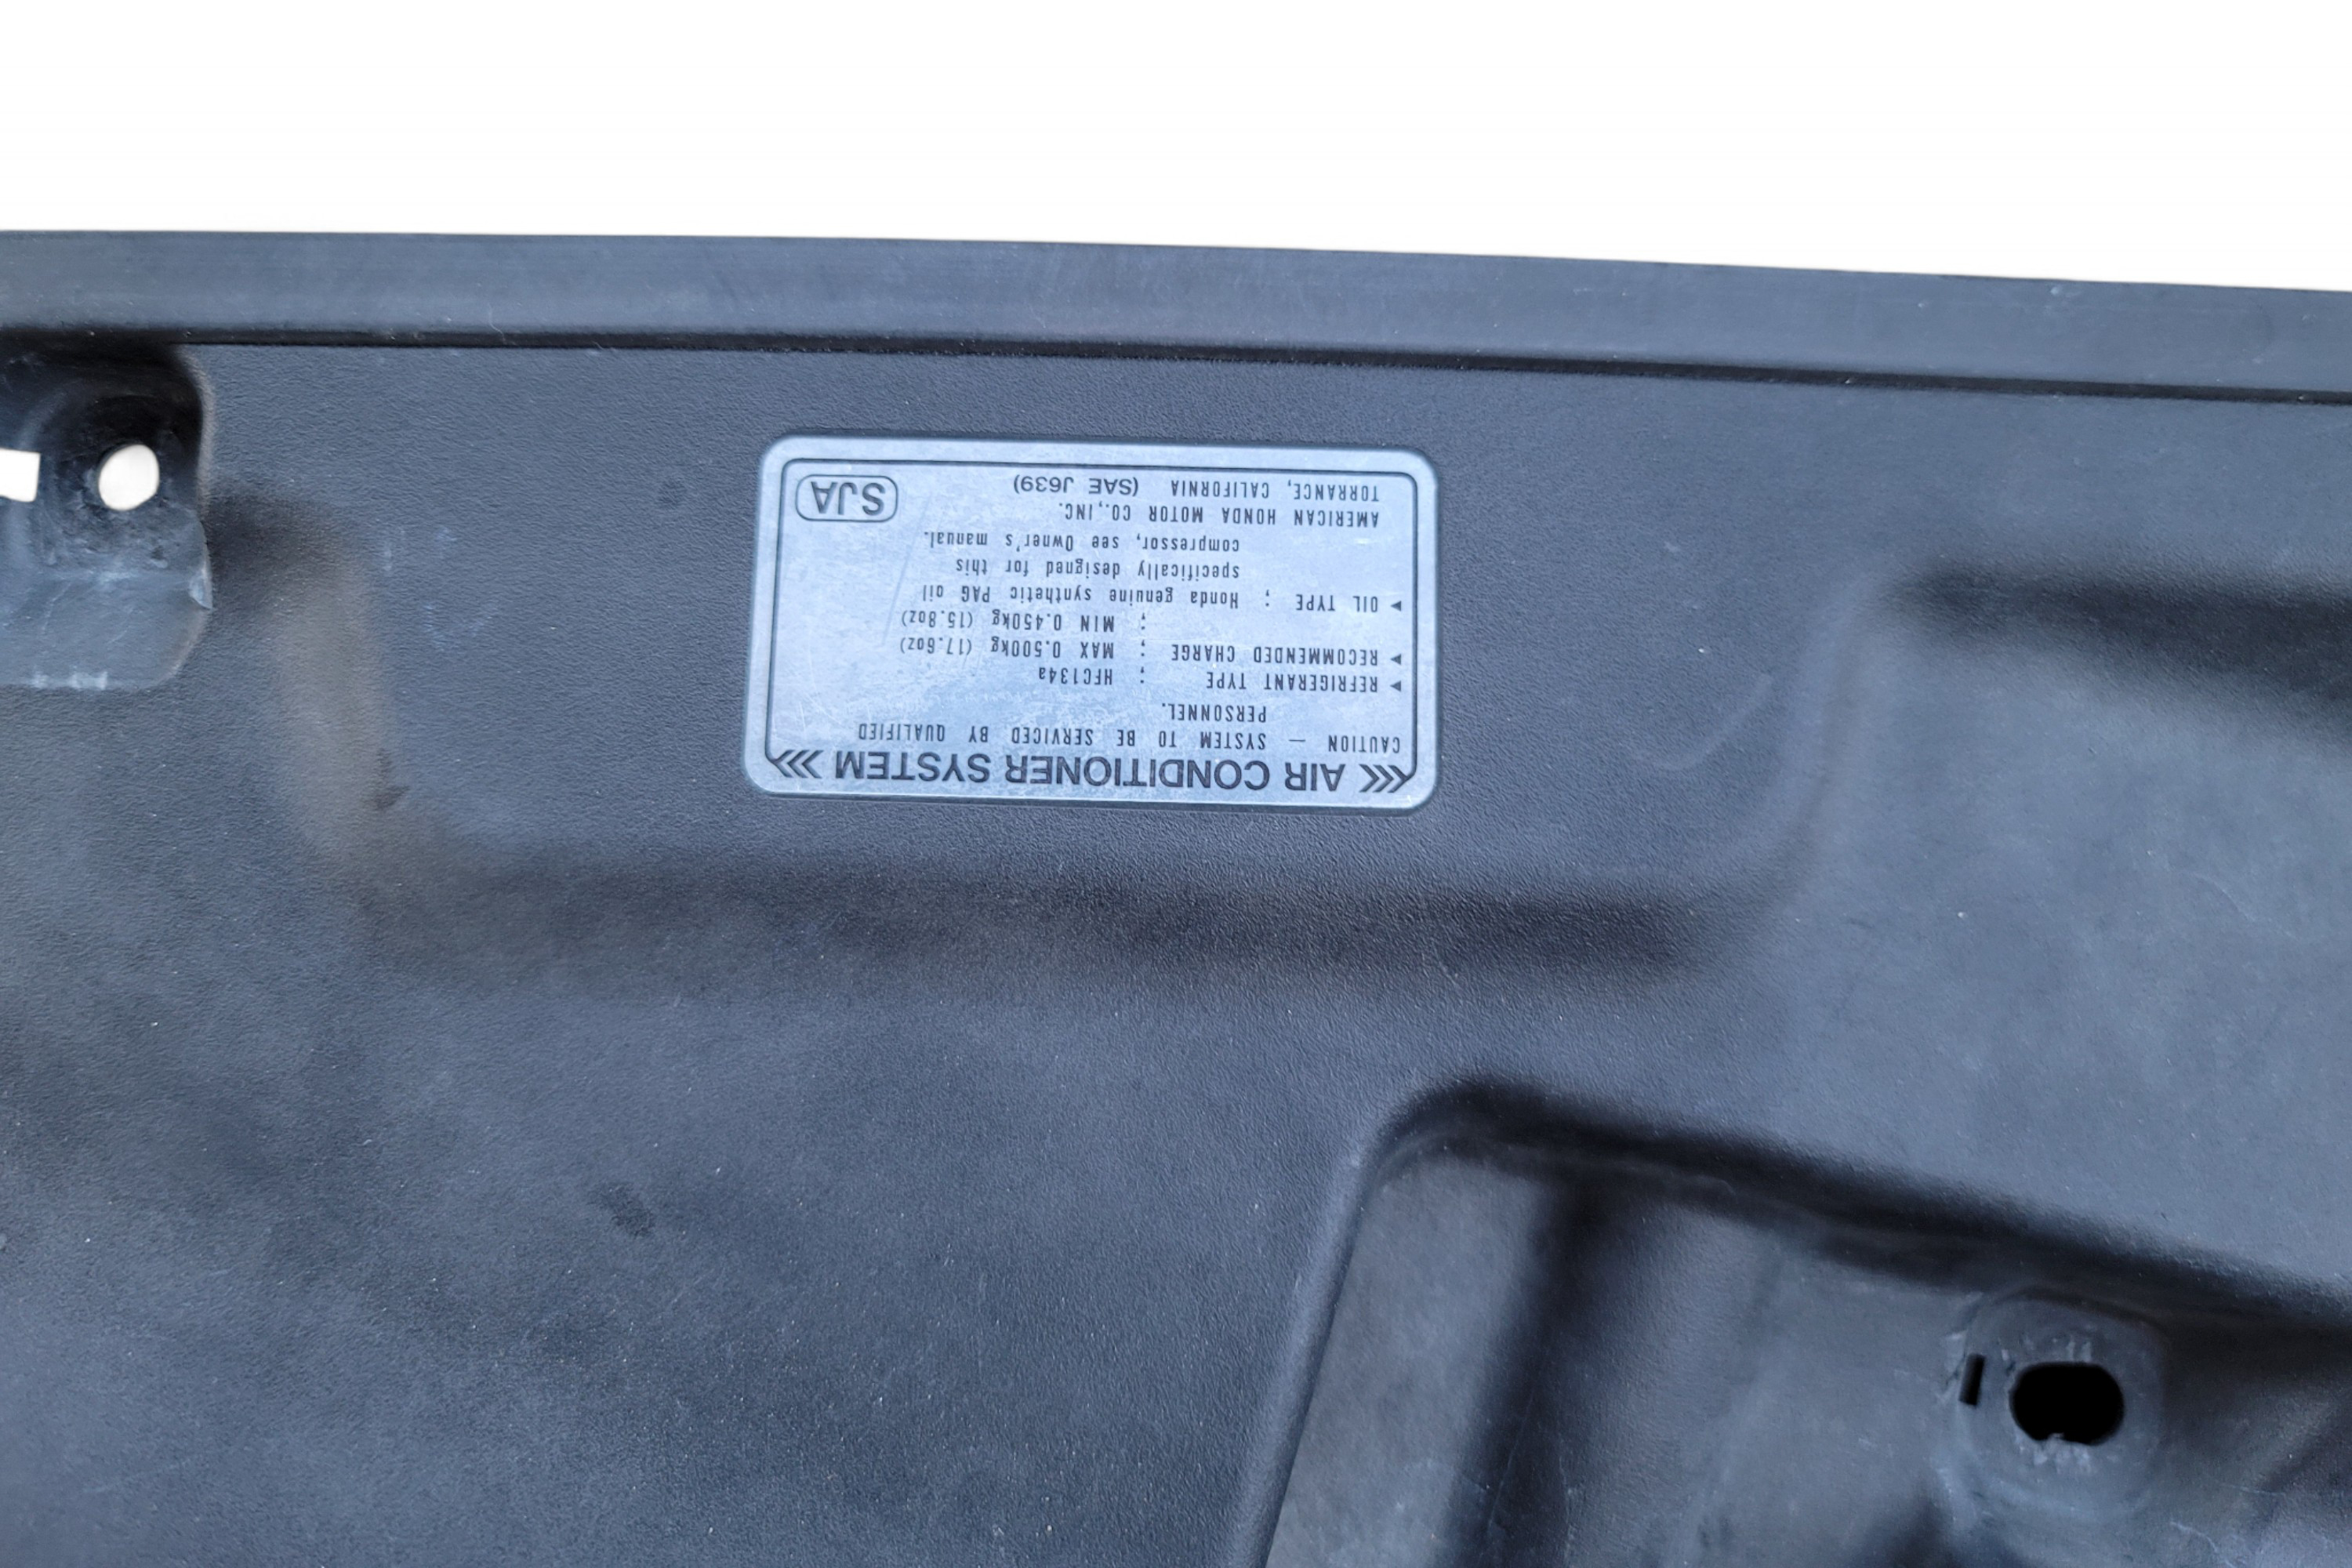 <<< AIR CONDITIONER SYSTEM >>>
CAUTION — SYSTEM TO BE SERVICED BY QUALIFIED
PERSONNEL.
▶ REFRIGERANT TYPE ; HFC134a
▶ RECOMMENDED CHARGE ; MAX 0.500kg (17.6oz)
; MIN 0.450kg (15.8oz)
▶ OIL TYPE ; Honda genuine synthetic PAG oil
specifically designed for this
compressor, see Owner's manual.
AMERICAN HONDA MOTOR CO.,INC.
TORRANCE, CALIFORNIA (SAE J639)
SJA